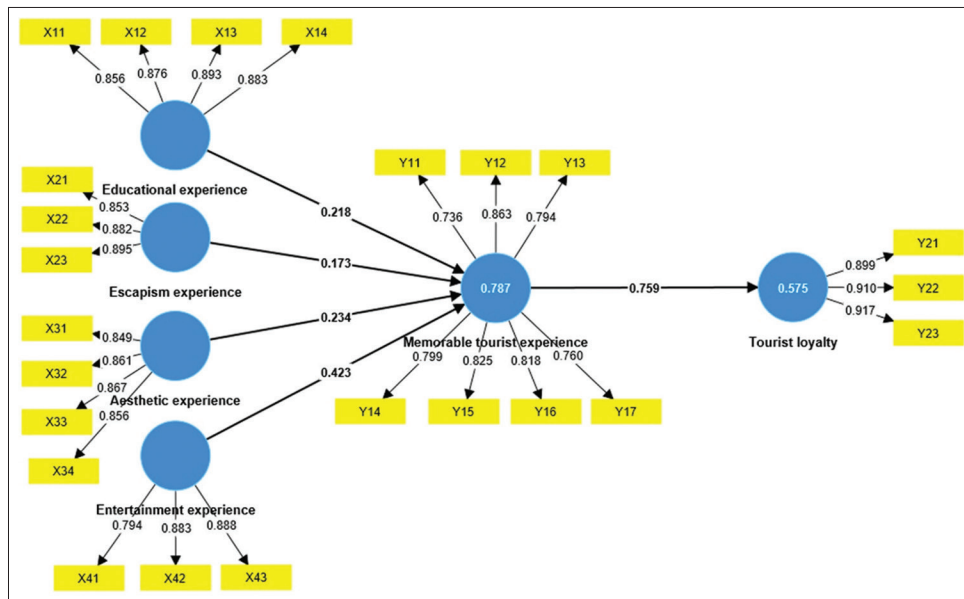 X11 X12 X13 X14
0.856 0.876 0.893 0.883
Educational experience
X21
X22
X23
0.853
0.882
0.895
Escapism experience
X31
X32
X33
X34
0.849
0.861
0.867
0.856
Aesthetic experience
Entertainment experience
0.794 0.883 0.888
X41 X42 X43
0.218
0.173
0.234
0.423
Y11 Y12 Y13
0.736 0.863 0.794
0.787
Memorable tourist experience
0.799 0.825 0.818 0.760
Y14 Y15 Y16 Y17
0.759
0.575
Tourist loyalty
0.899
0.910
0.917
Y21
Y22
Y23